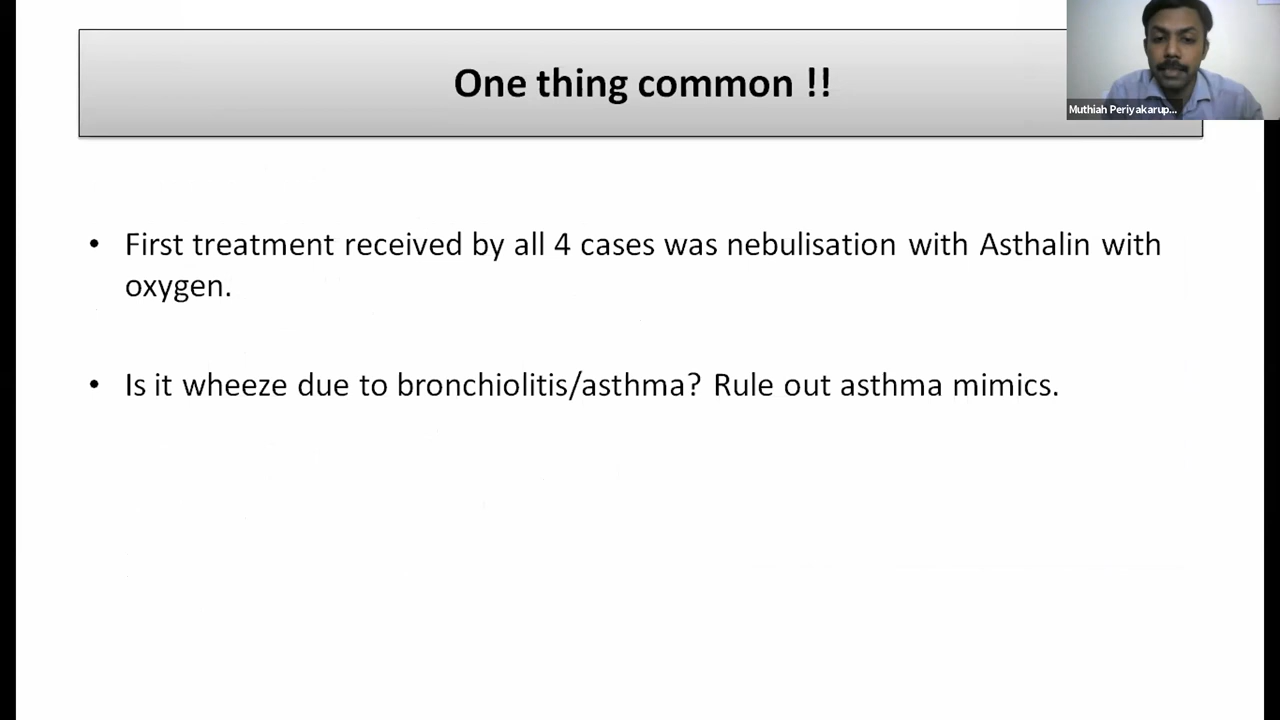 One thing common !!
Muthiah Periyakarup...
• First treatment received by all 4 cases was nebulisation with Asthalin with
oxygen.
• Is it wheeze due to bronchiolitis/asthma? Rule out asthma mimics.